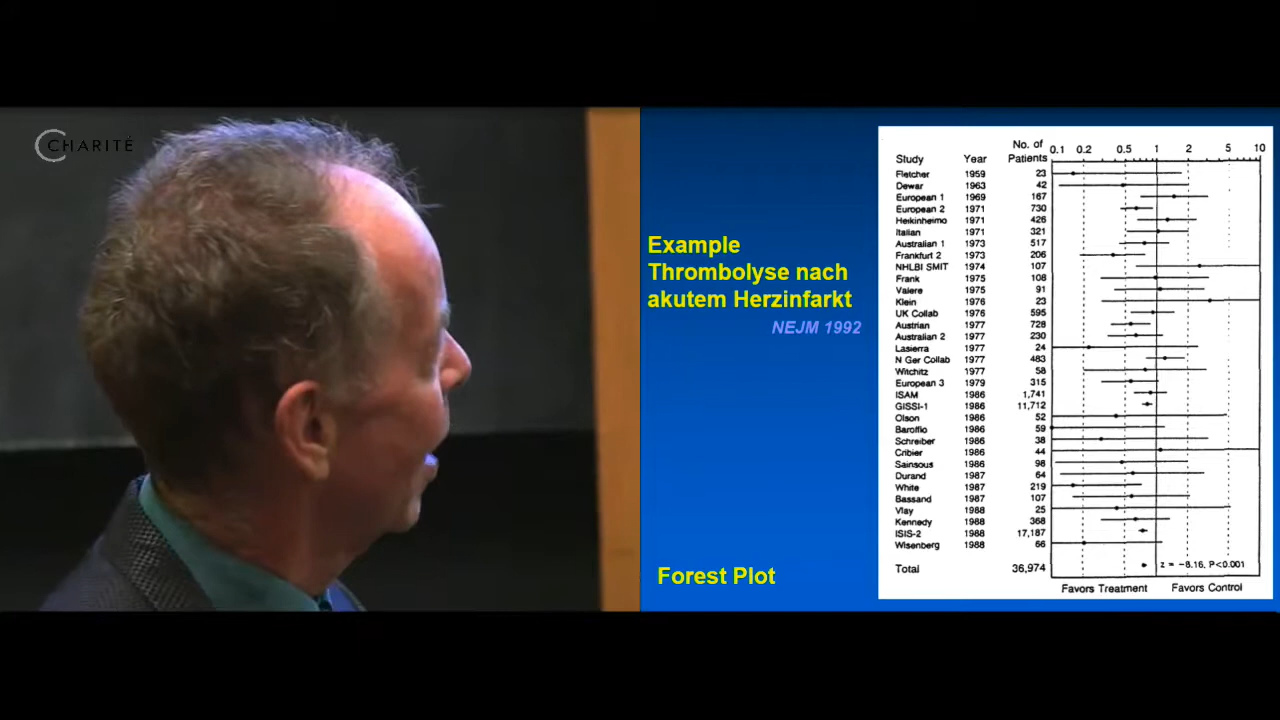 CHARITÉ
Example
Thrombolyse nach
akutem Herzinfarkt
NEJM 1992
Forest Plot
Study Year No. of Patients 0.1 0.2 0.5 1 2 5 10
Fletcher 1959 23
Dewar 1963 42
European 1 1969 167
European 2 1971 730
Heikinheimo 1971 426
Italian 1971 321
Australian 1 1973 517
Frankfurt 2 1973 206
NHLBI SMIT 1974 107
Frank 1975 108
Valere 1975 91
Klein 1976 23
UK Collab 1976 595
Austrian 1977 728
Australian 2 1977 230
Lasierra 1977 24
N Ger Collab 1977 483
Witchitz 1977 58
European 3 1979 315
ISAM 1986 1,741
GISSI-1 1986 11,712
Olson 1986 52
Baroffio 1986 59
Schreiber 1986 38
Cribier 1986 44
Sainsous 1986 98
Durand 1987 64
White 1987 219
Bassand 1987 107
Vlay 1988 25
Kennedy 1988 368
ISIS-2 1988 17,187
Wisenberg 1988 66
Total 36,974 z = −8.16, P<0.001
Favors Treatment Favors Control